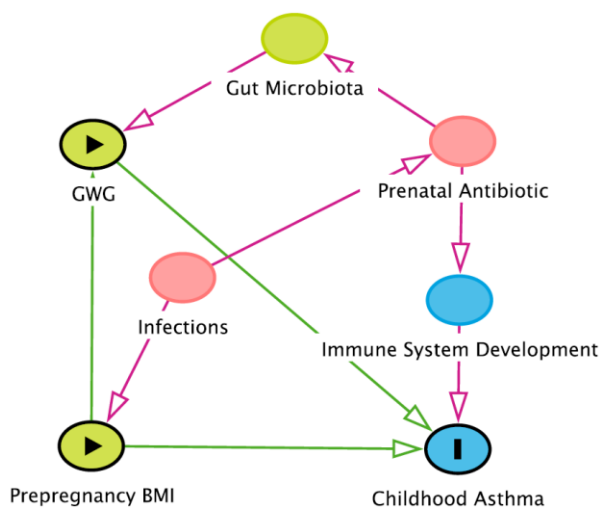 Gut Microbiota
GWG
Prenatal Antibiotic
Infections
Immune System Development
Prepregnancy BMI
Childhood Asthma